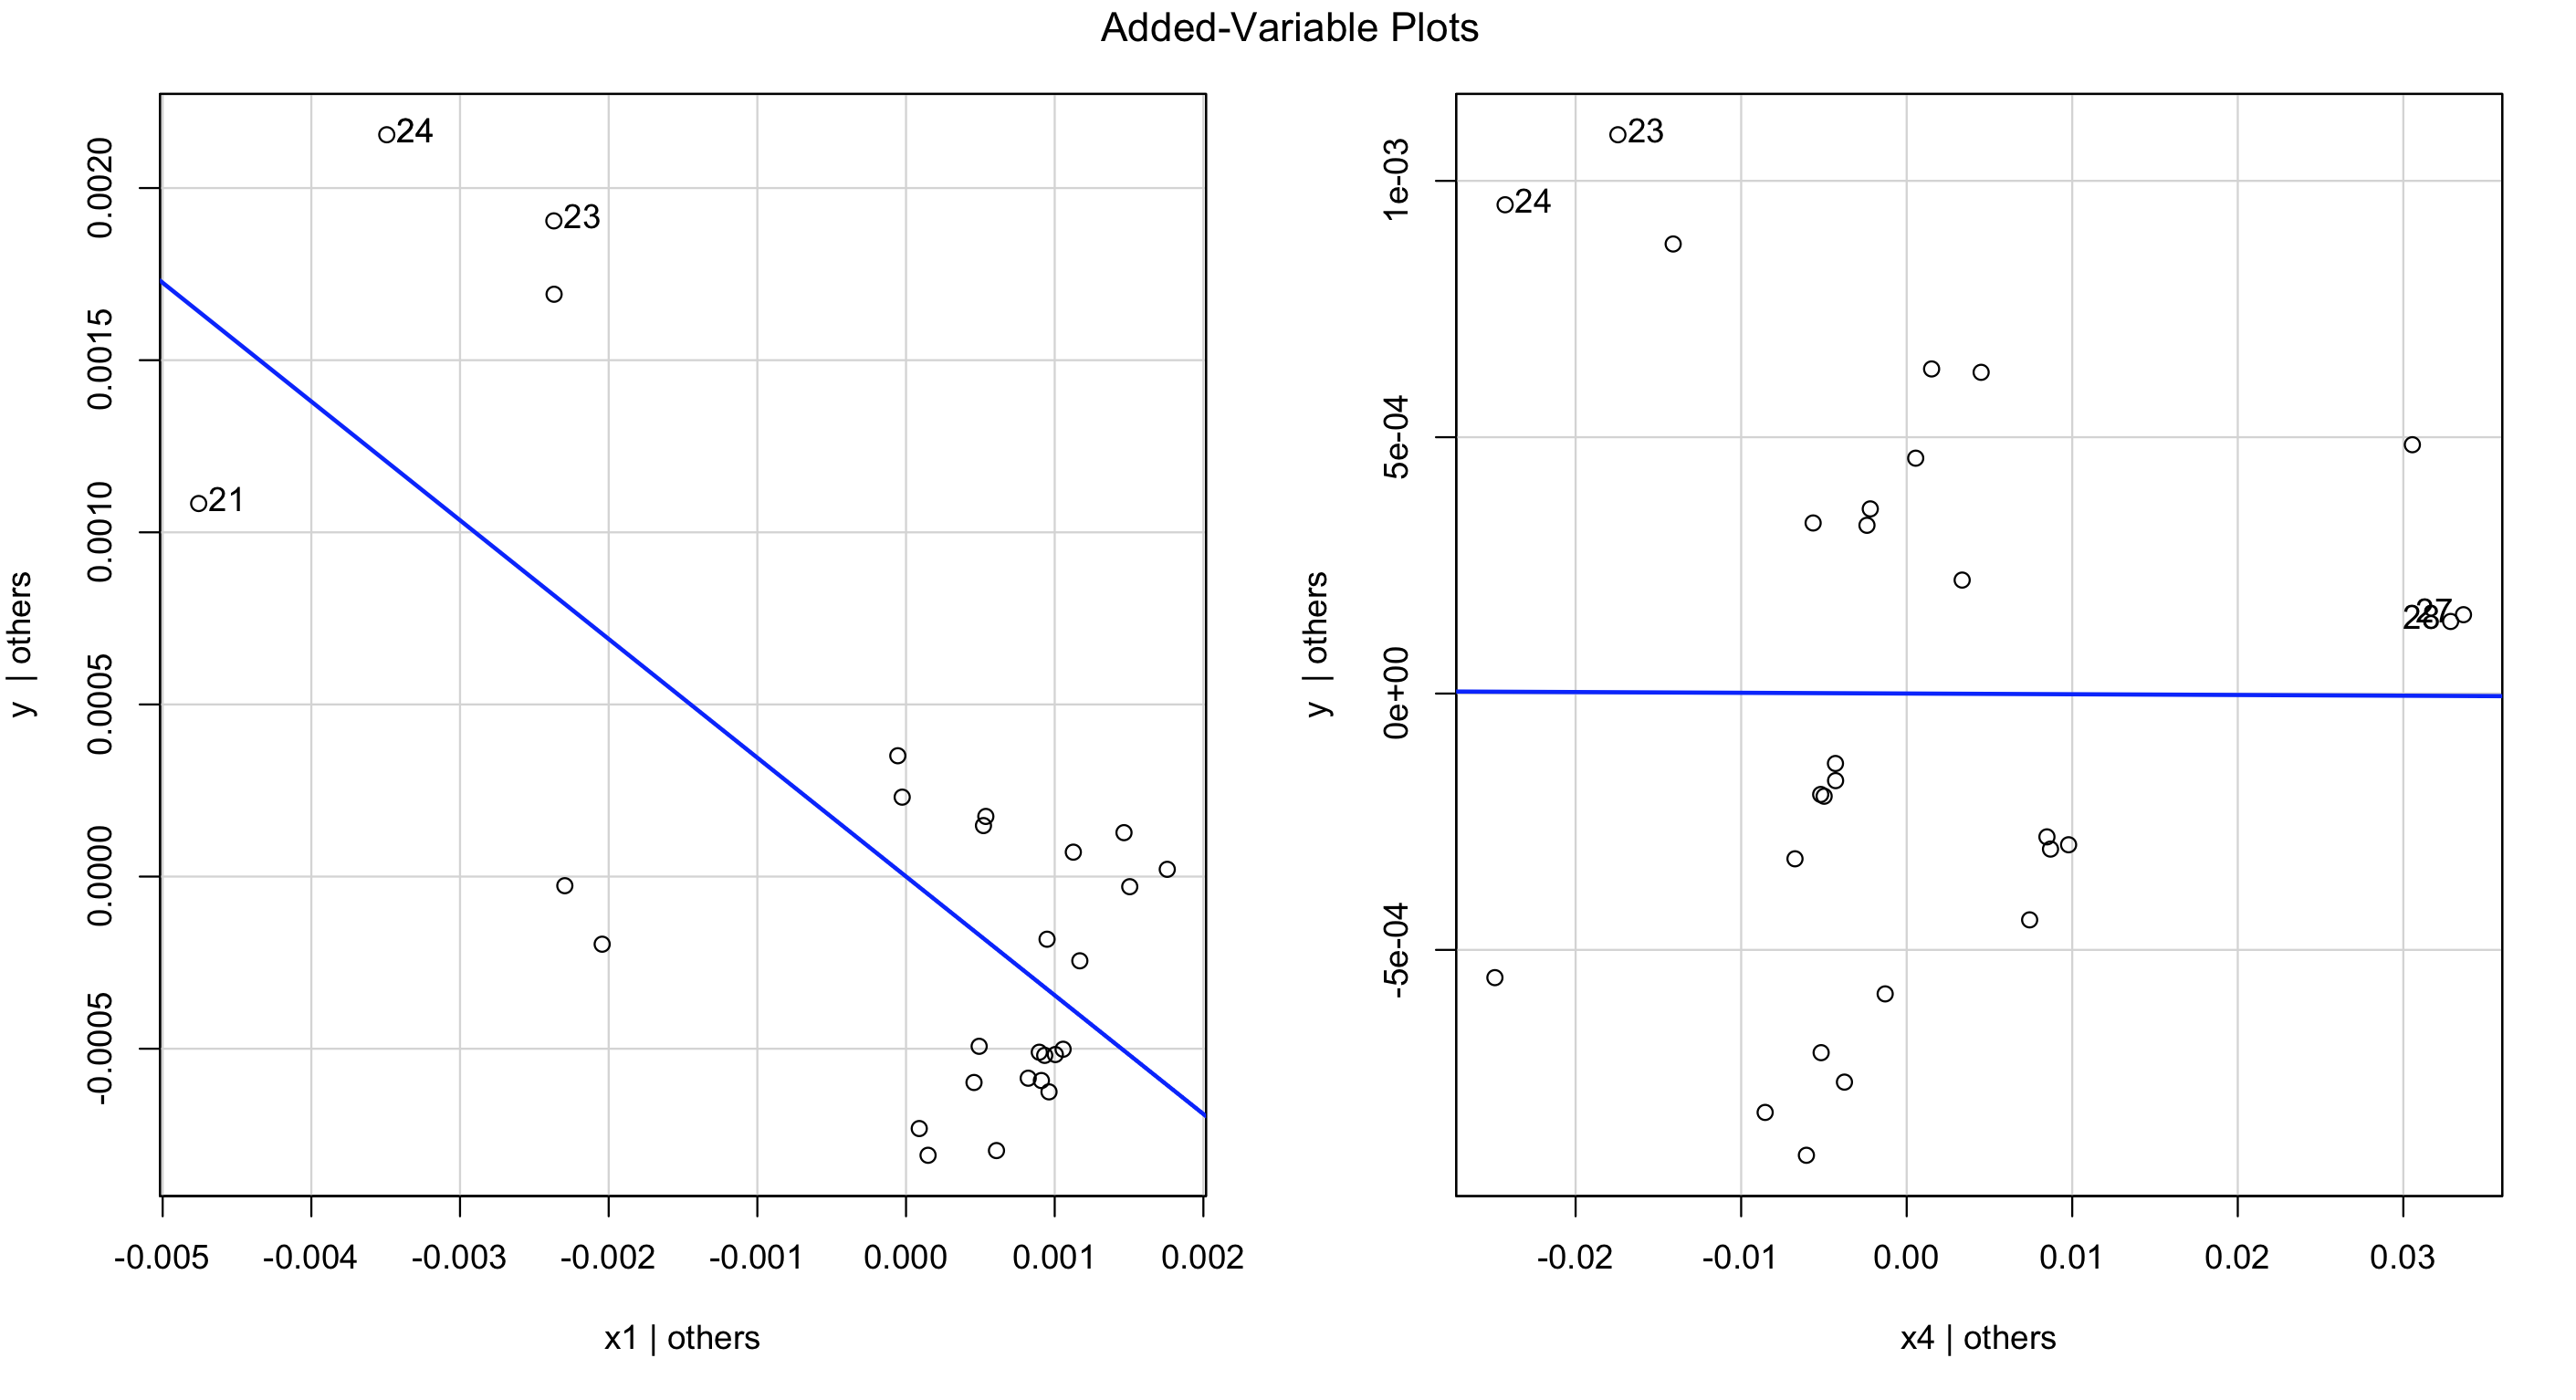 Added-Variable Plots
24
23
21
0.0020
0.0015
0.0010
0.0005
0.0000
-0.0005
y | others
-0.005 -0.004 -0.003 -0.002 -0.001 0.000 0.001 0.002
x1 | others
23
24
27
28
1e-03
5e-04
0e+00
-5e-04
y | others
-0.02 -0.01 0.00 0.01 0.02 0.03
x4 | others